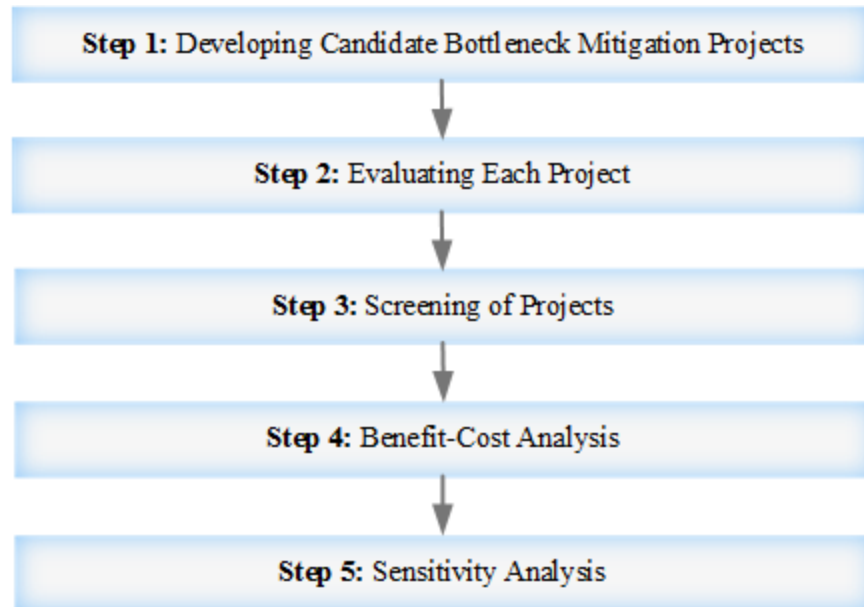 Step 1: Developing Candidate Bottleneck Mitigation Projects
Step 2: Evaluating Each Project
Step 3: Screening of Projects
Step 4: Benefit-Cost Analysis
Step 5: Sensitivity Analysis